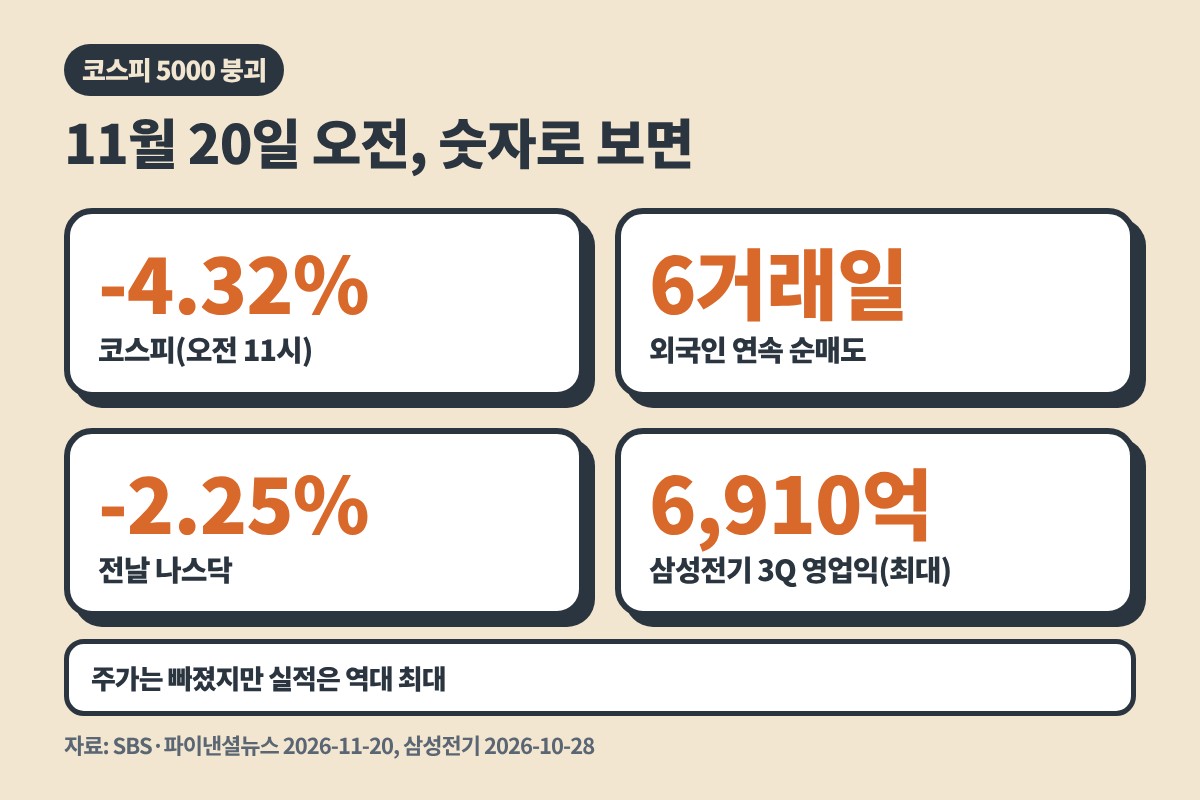 코스피 5000 붕괴
11월 20일 오전, 숫자로 보면
-4.32%
코스피(오전 11시)
6거래일
외국인 연속 순매도
-2.25%
전날 나스닥
6,910억
삼성전기 3Q 영업익(최대)
주가는 빠졌지만 실적은 역대 최대
자료: SBS·파이낸셜뉴스 2026-11-20, 삼성전기 2026-10-28